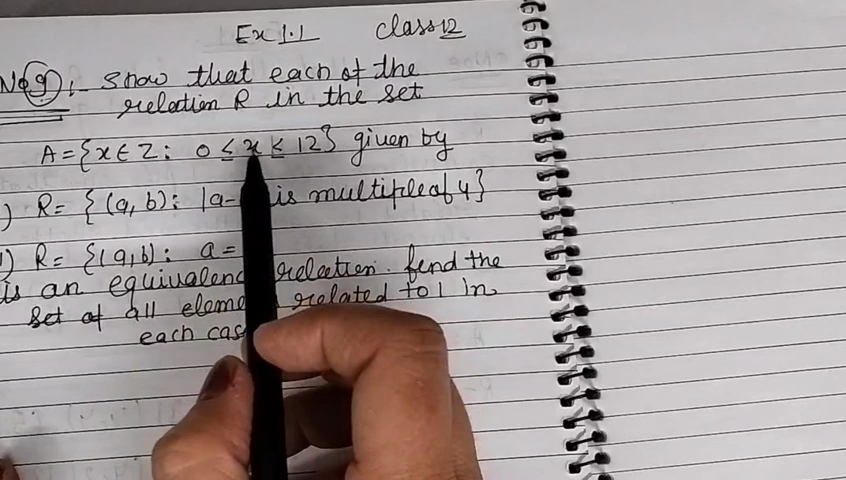 Ex 1.1 class 12
No 9:- Show that each of the
relation R in the set
A = {x ∈ Z : 0 ≤ x ≤ 12} given by
) R = { (a, b) : |a- is multiple of 4}
) R = {(a, b) : a =
is an equivalenc relation. find the
set of all eleme related to 1 in
each cas